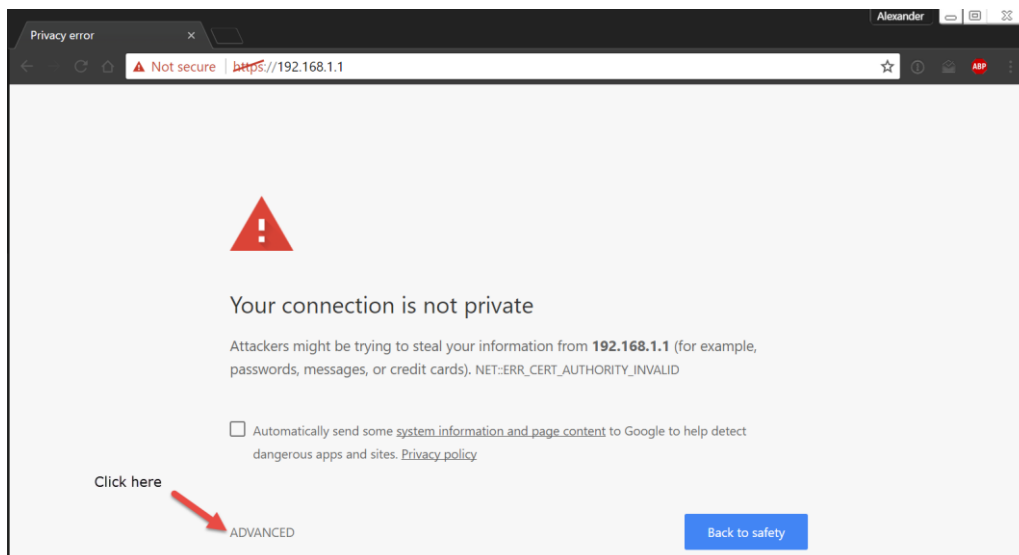 Alexander
Privacy error
Not secure https://192.168.1.1
ABP
Your connection is not private
Attackers might be trying to steal your information from 192.168.1.1 (for example,
passwords, messages, or credit cards). NET::ERR_CERT_AUTHORITY_INVALID
Automatically send some system information and page content to Google to help detect
dangerous apps and sites. Privacy policy
Click here
ADVANCED Back to safety